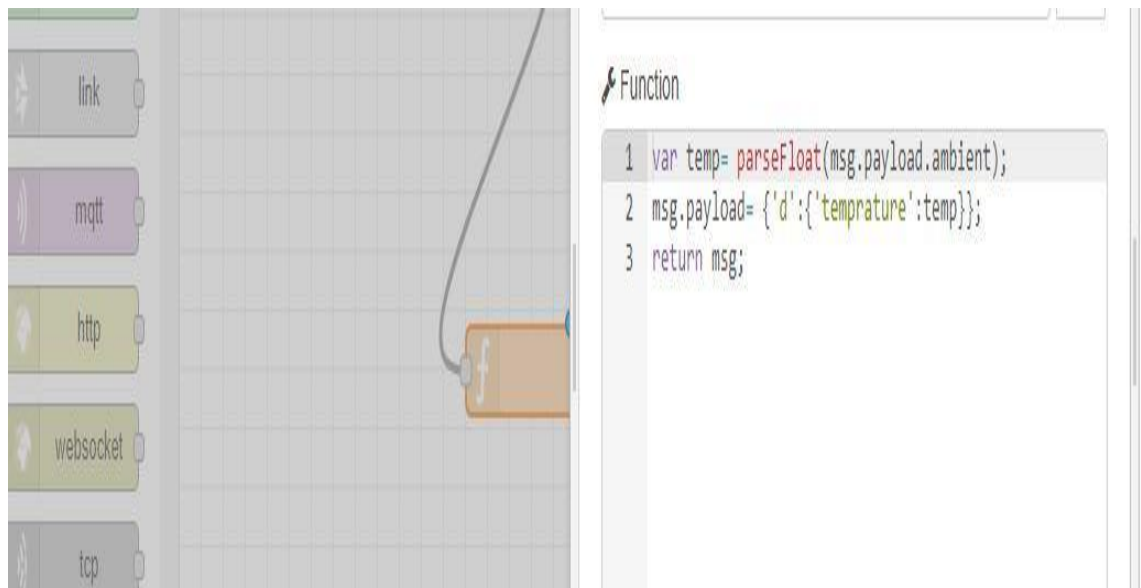 link
mqtt
http
websocket
tcp
f
Function
1 var temp= parseFloat(msg.payload.ambient);
2 msg.payload= {'d':{'temprature':temp}};
3 return msg;